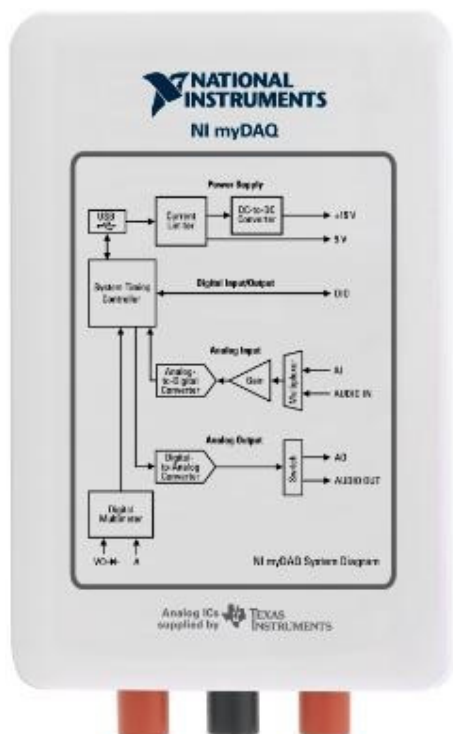 NATIONAL
INSTRUMENTS
NI myDAQ
Power Supply
USB
Current
Limiter
DC-to-DC
Converter
+15 V
5 V
System Timing
Controller
Digital Input/Output
DIO
Analog Input
Analog-
to-Digital
Converter
Gain
Multiplexer
AI
AUDIO IN
Analog Output
Digital-
to-Analog
Converter
Switch
AO
AUDIO OUT
Digital
Multimeter
A
NI myDAQ System Diagram
Analog ICs
supplied by
TEXAS
INSTRUMENTS